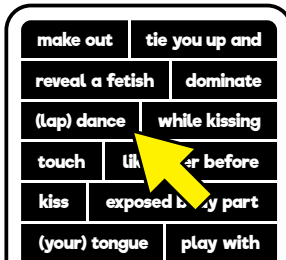 make out tie you up and
reveal a fetish dominate
(lap) dance while kissing
touch before
kiss exposed part
(your) tongue play with